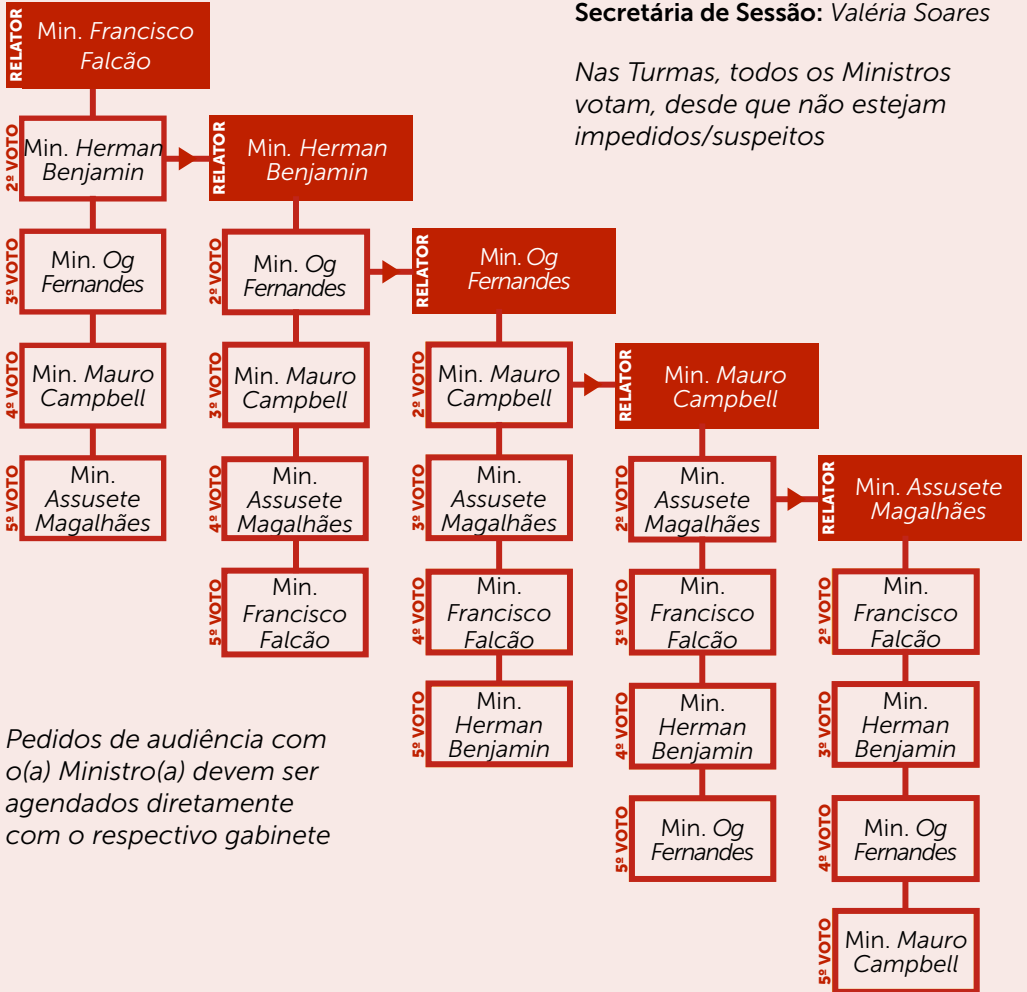 Secretária de Sessão: Valéria Soares
Nas Turmas, todos os Ministros
votam, desde que não estejam
impedidos/suspeitos
RELATOR
Min. Francisco
Falcão
2º VOTO
Min. Herman
Benjamin
3º VOTO
Min. Og
Fernandes
4º VOTO
Min. Mauro
Campbell
5º VOTO
Min.
Assusete
Magalhães
RELATOR
Min. Herman
Benjamin
2º VOTO
Min. Og
Fernandes
3º VOTO
Min. Mauro
Campbell
4º VOTO
Min.
Assusete
Magalhães
5º VOTO
Min.
Francisco
Falcão
RELATOR
Min. Og
Fernandes
2º VOTO
Min. Mauro
Campbell
3º VOTO
Min.
Assusete
Magalhães
4º VOTO
Min.
Francisco
Falcão
5º VOTO
Min.
Herman
Benjamin
RELATOR
Min. Mauro
Campbell
2º VOTO
Min.
Assusete
Magalhães
3º VOTO
Min.
Francisco
Falcão
4º VOTO
Min.
Herman
Benjamin
5º VOTO
Min. Og
Fernandes
RELATOR
Min. Assusete
Magalhães
2º VOTO
Min.
Francisco
Falcão
3º VOTO
Min.
Herman
Benjamin
4º VOTO
Min. Og
Fernandes
5º VOTO
Min. Mauro
Campbell
Pedidos de audiência com
o(a) Ministro(a) devem ser
agendados diretamente
com o respectivo gabinete